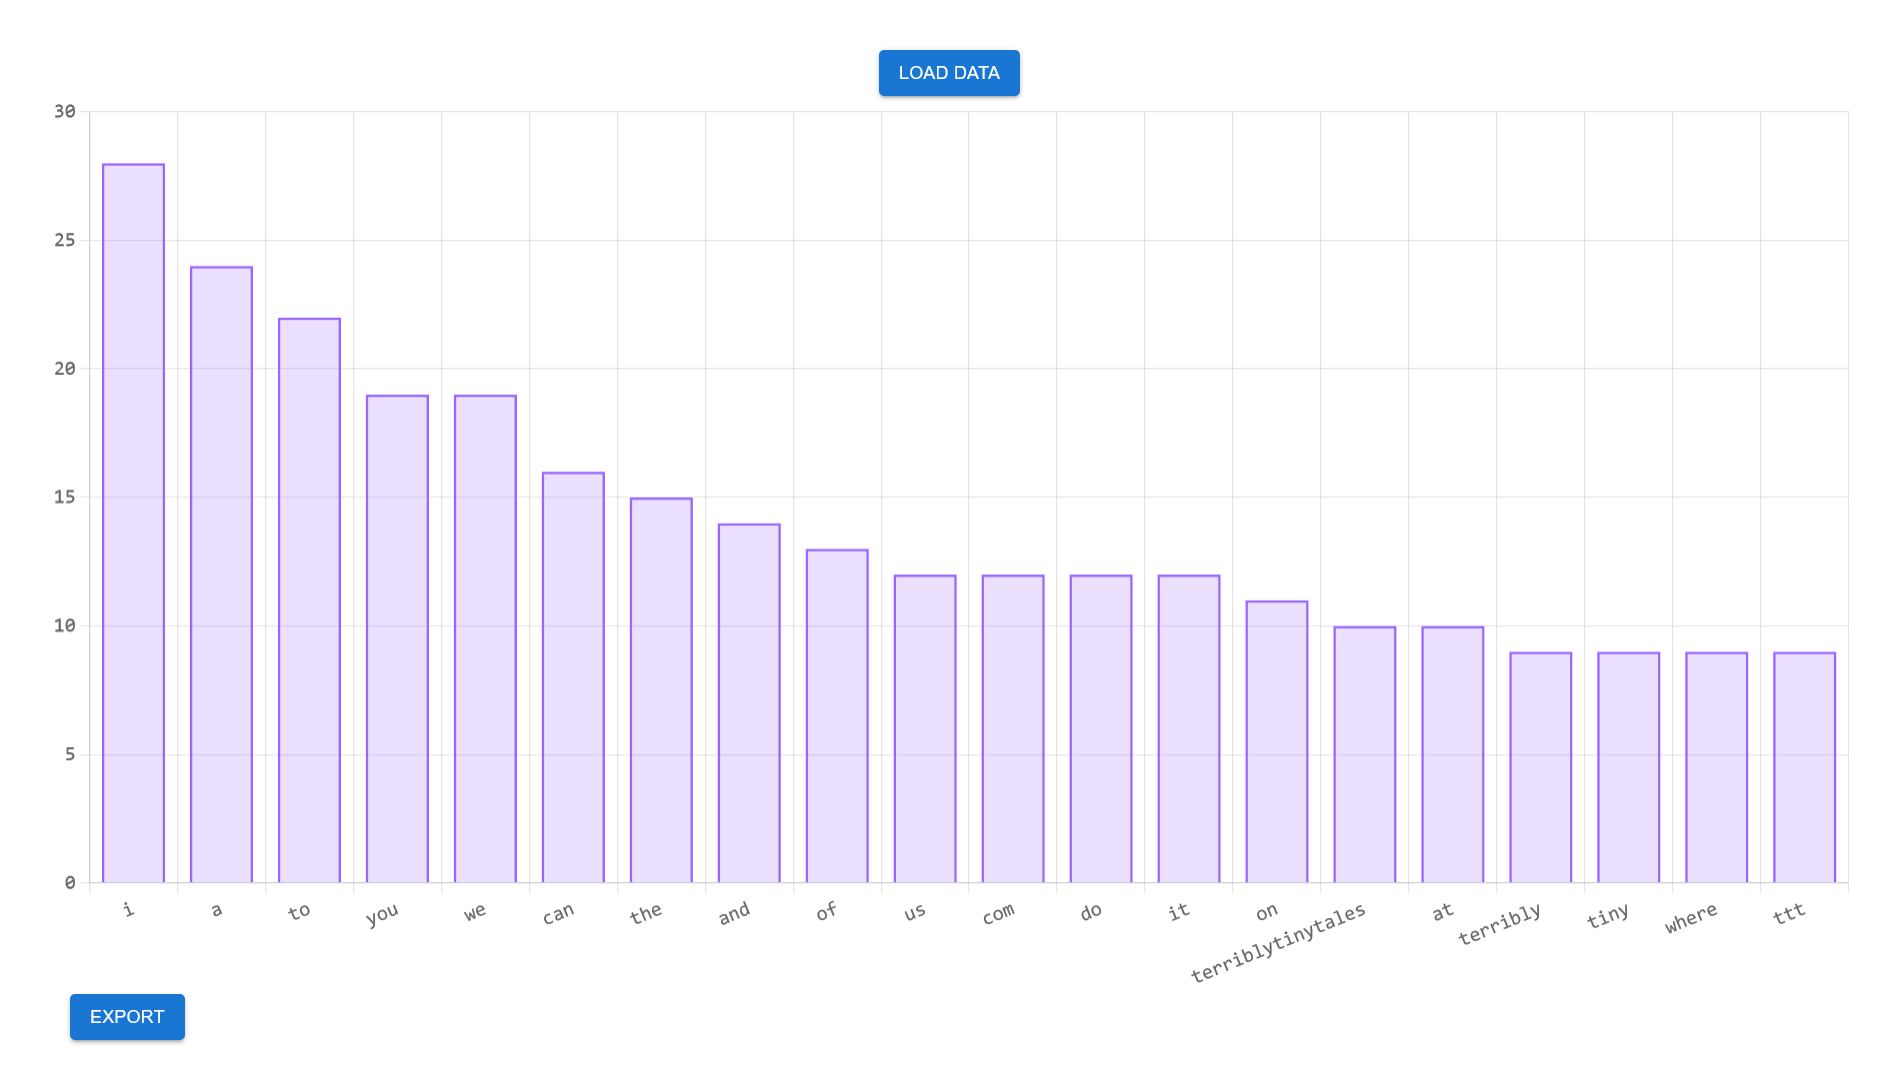 LOAD DATA
30
25
20
15
10
5
0
i a to you we can the and of us com do it on terriblytinytales at terribly tiny where ttt
EXPORT